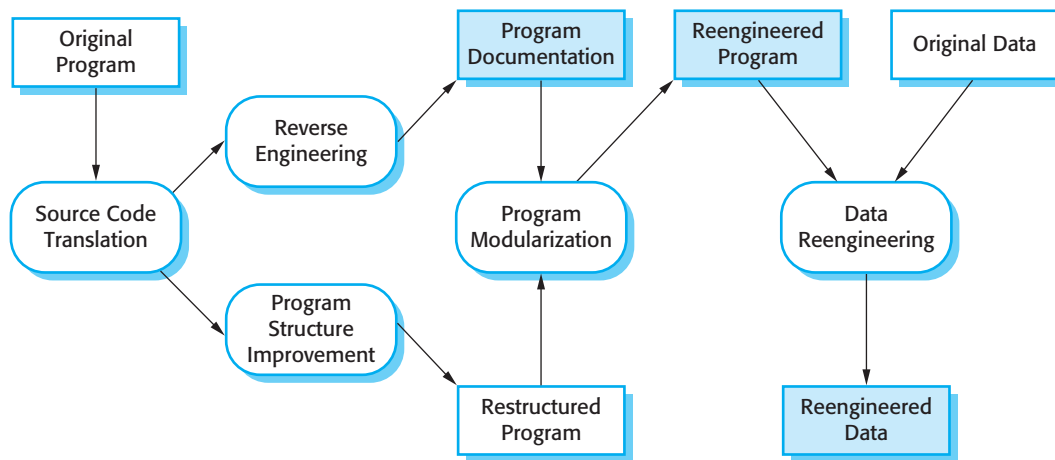 Original
Program
Program
Documentation
Reengineered
Program
Original Data
Reverse
Engineering
Source Code
Translation
Program
Modularization
Data
Reengineering
Program
Structure
Improvement
Restructured
Program
Reengineered
Data